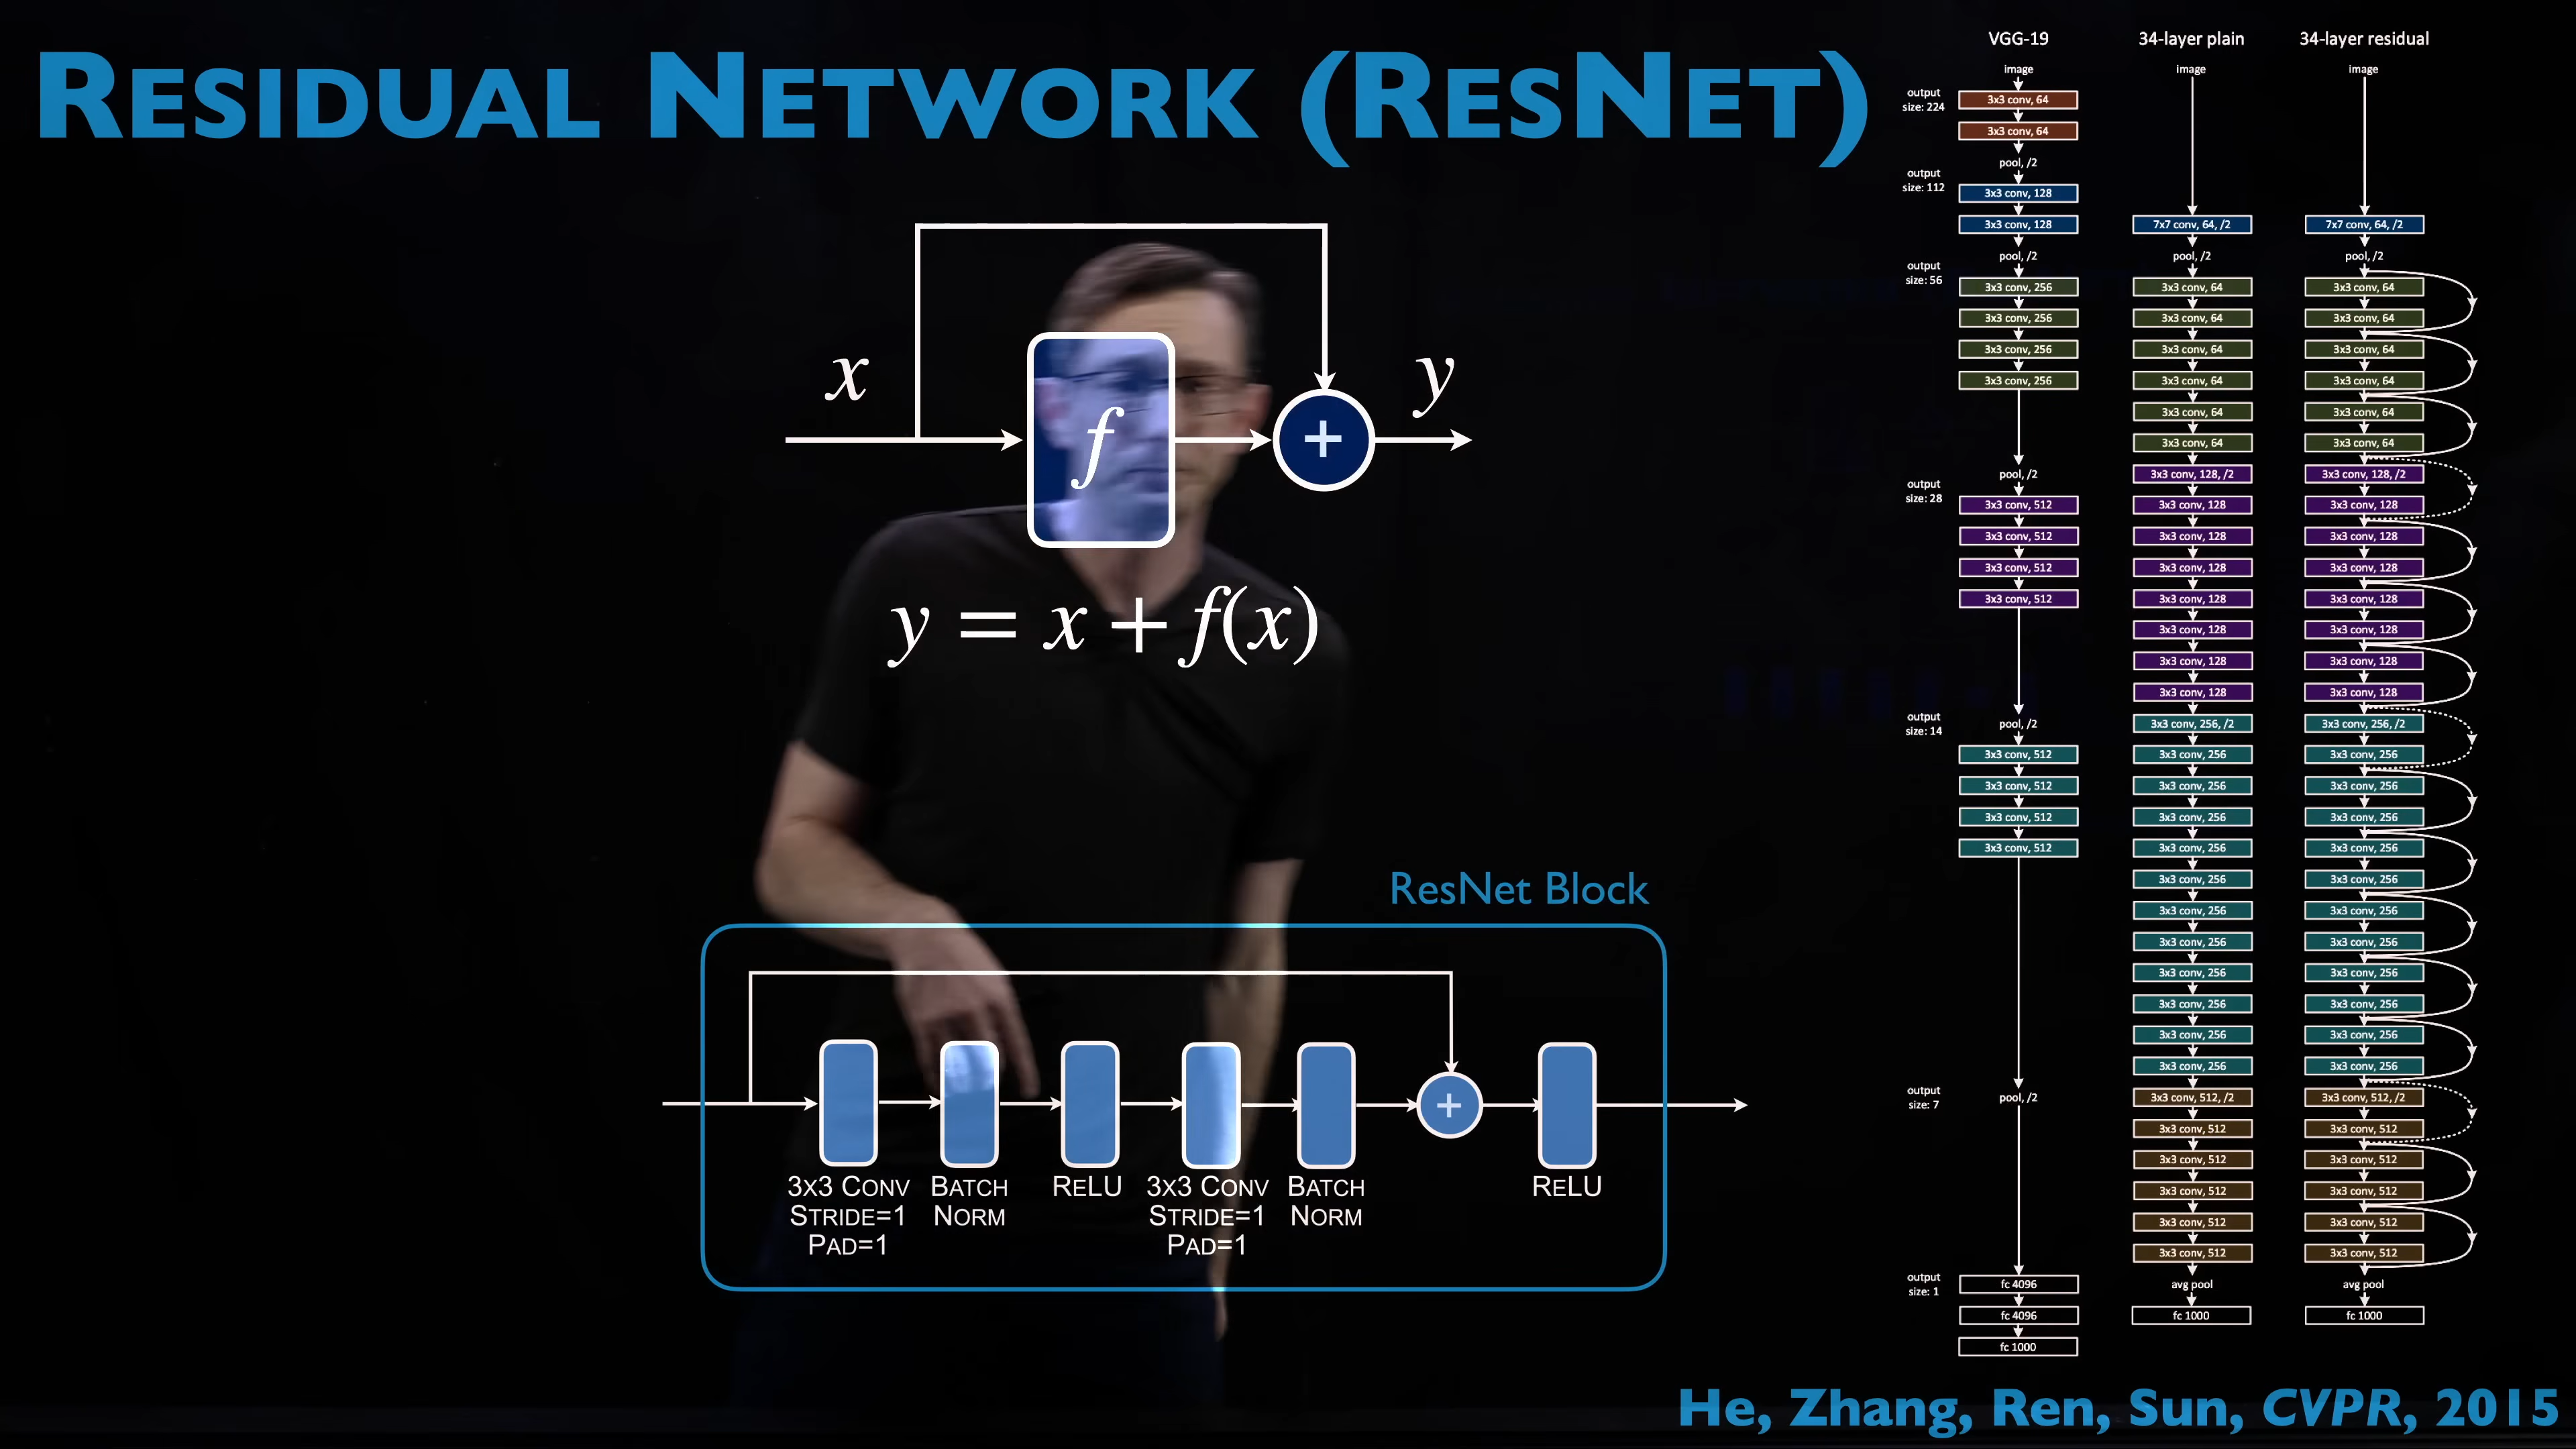 RESIDUAL NETWORK (RESNET)
x
f
+
y
y = x + f(x)
ResNet Block
+
3X3 CONV
STRIDE=1
PAD=1
BATCH
NORM
RELU
3X3 CONV
STRIDE=1
PAD=1
BATCH
NORM
RELU
VGG-19
image
output
size: 224
3x3 conv, 64
3x3 conv, 64
pool, /2
output
size: 112
3x3 conv, 128
3x3 conv, 128
pool, /2
output
size: 56
3x3 conv, 256
3x3 conv, 256
3x3 conv, 256
3x3 conv, 256
pool, /2
output
size: 28
3x3 conv, 512
3x3 conv, 512
3x3 conv, 512
3x3 conv, 512
pool, /2
output
size: 14
3x3 conv, 512
3x3 conv, 512
3x3 conv, 512
3x3 conv, 512
output
size: 7
pool, /2
output
size: 1
fc 4096
fc 4096
fc 1000
34-layer plain
image
7x7 conv, 64, /2
pool, /2
3x3 conv, 64
3x3 conv, 64
3x3 conv, 64
3x3 conv, 64
3x3 conv, 64
3x3 conv, 64
3x3 conv, 128, /2
3x3 conv, 128
3x3 conv, 128
3x3 conv, 128
3x3 conv, 128
3x3 conv, 128
3x3 conv, 128
3x3 conv, 128
3x3 conv, 256, /2
3x3 conv, 256
3x3 conv, 256
3x3 conv, 256
3x3 conv, 256
3x3 conv, 256
3x3 conv, 256
3x3 conv, 256
3x3 conv, 256
3x3 conv, 256
3x3 conv, 256
3x3 conv, 256
3x3 conv, 512, /2
3x3 conv, 512
3x3 conv, 512
3x3 conv, 512
3x3 conv, 512
3x3 conv, 512
avg pool
fc 1000
34-layer residual
image
7x7 conv, 64, /2
pool, /2
3x3 conv, 64
3x3 conv, 64
3x3 conv, 64
3x3 conv, 64
3x3 conv, 64
3x3 conv, 64
3x3 conv, 128, /2
3x3 conv, 128
3x3 conv, 128
3x3 conv, 128
3x3 conv, 128
3x3 conv, 128
3x3 conv, 128
3x3 conv, 128
3x3 conv, 256, /2
3x3 conv, 256
3x3 conv, 256
3x3 conv, 256
3x3 conv, 256
3x3 conv, 256
3x3 conv, 256
3x3 conv, 256
3x3 conv, 256
3x3 conv, 256
3x3 conv, 256
3x3 conv, 256
3x3 conv, 512, /2
3x3 conv, 512
3x3 conv, 512
3x3 conv, 512
3x3 conv, 512
3x3 conv, 512
avg pool
fc 1000
He, Zhang, Ren, Sun, CVPR, 2015